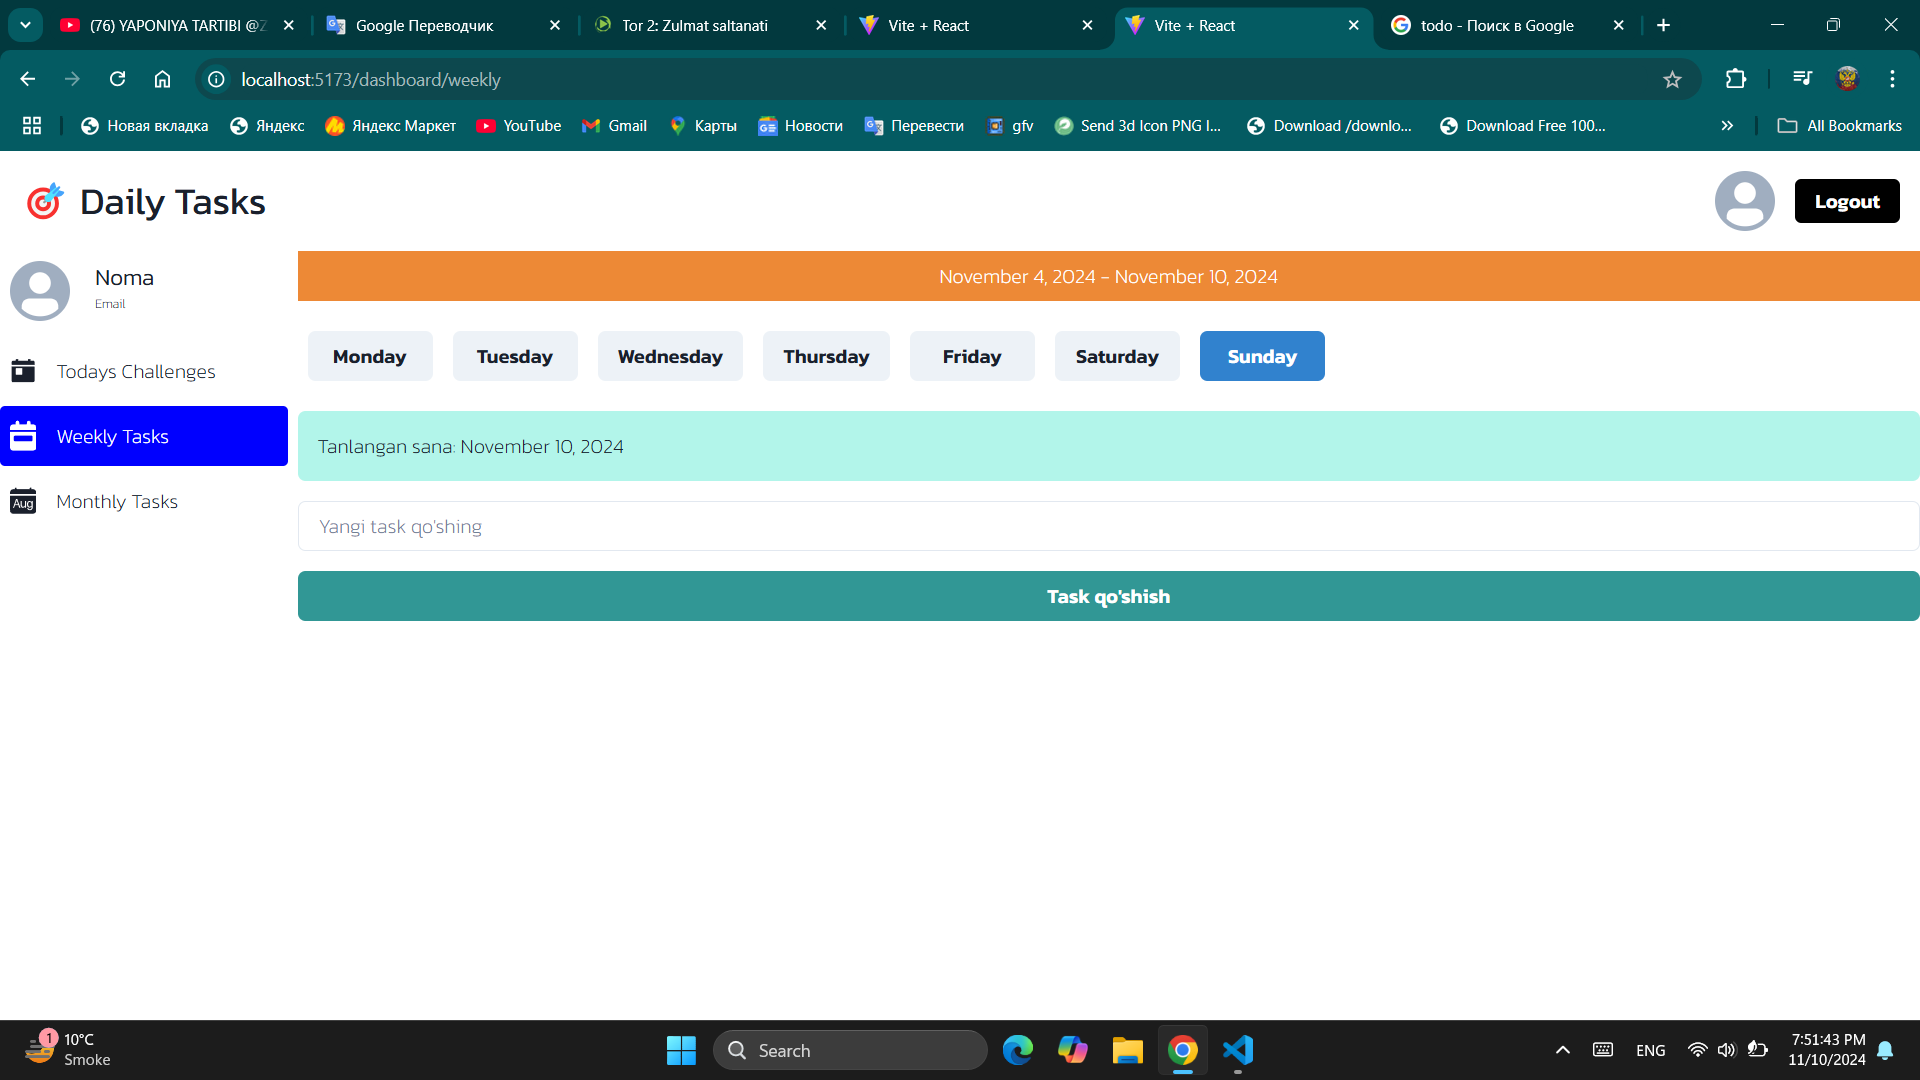 (76) YAPONIYA TARTIBI @Z
Google Переводчик
Tor 2: Zulmat saltanati
Vite + React
Vite + React
todo - Поиск в Google
localhost:5173/dashboard/weekly
Новая вкладка
Яндекс
Яндекс Маркет
YouTube
Gmail
Карты
Новости
Перевести
gfv
Send 3d Icon PNG I...
Download /downlo...
Download Free 100...
All Bookmarks
Daily Tasks
Logout
Noma
Email
Todays Challenges
Weekly Tasks
Aug
Monthly Tasks
November 4, 2024 - November 10, 2024
Monday
Tuesday
Wednesday
Thursday
Friday
Saturday
Sunday
Tanlangan sana: November 10, 2024
Yangi task qo'shing
Task qo'shish
1
10°C
Smoke
Search
ENG
7:51:43 PM
11/10/2024